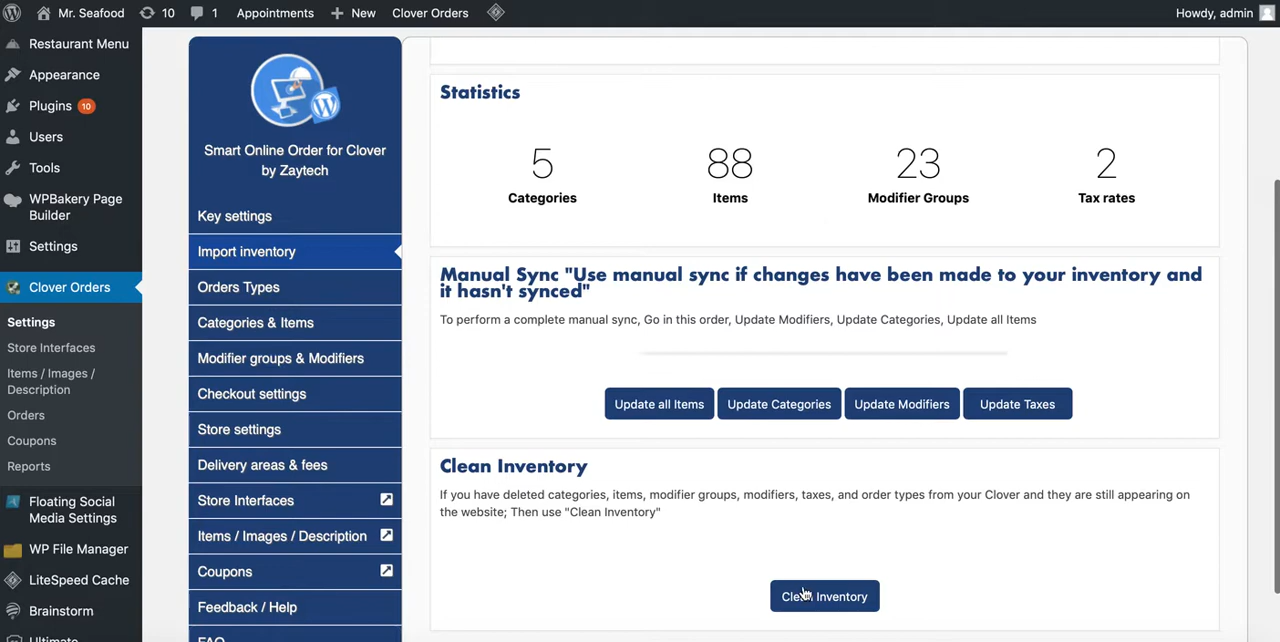 Mr. Seafood 10 1 Appointments New Clover Orders Howdy, admin
Restaurant Menu
Appearance
Plugins 10
Users
Tools
WPBakery Page
Builder
Settings
Clover Orders
Settings
Store Interfaces
Items / Images /
Description
Orders
Coupons
Reports
Floating Social
Media Settings
WP File Manager
LiteSpeed Cache
Brainstorm
Ultimate
Smart Online Order for Clover
by Zaytech
Key settings
Import inventory
Orders Types
Categories & Items
Modifier groups & Modifiers
Checkout settings
Store settings
Delivery areas & fees
Store Interfaces
Items / Images / Description
Coupons
Feedback / Help
FAQ
Statistics
5 88 23 2
Categories Items Modifier Groups Tax rates
Manual Sync "Use manual sync if changes have been made to your inventory and
it hasn't synced"
To perform a complete manual sync, Go in this order, Update Modifiers, Update Categories, Update all Items
Update all Items Update Categories Update Modifiers Update Taxes
Clean Inventory
If you have deleted categories, items, modifier groups, modifiers, taxes, and order types from your Clover and they are still appearing on
the website; Then use "Clean Inventory"
Clean Inventory